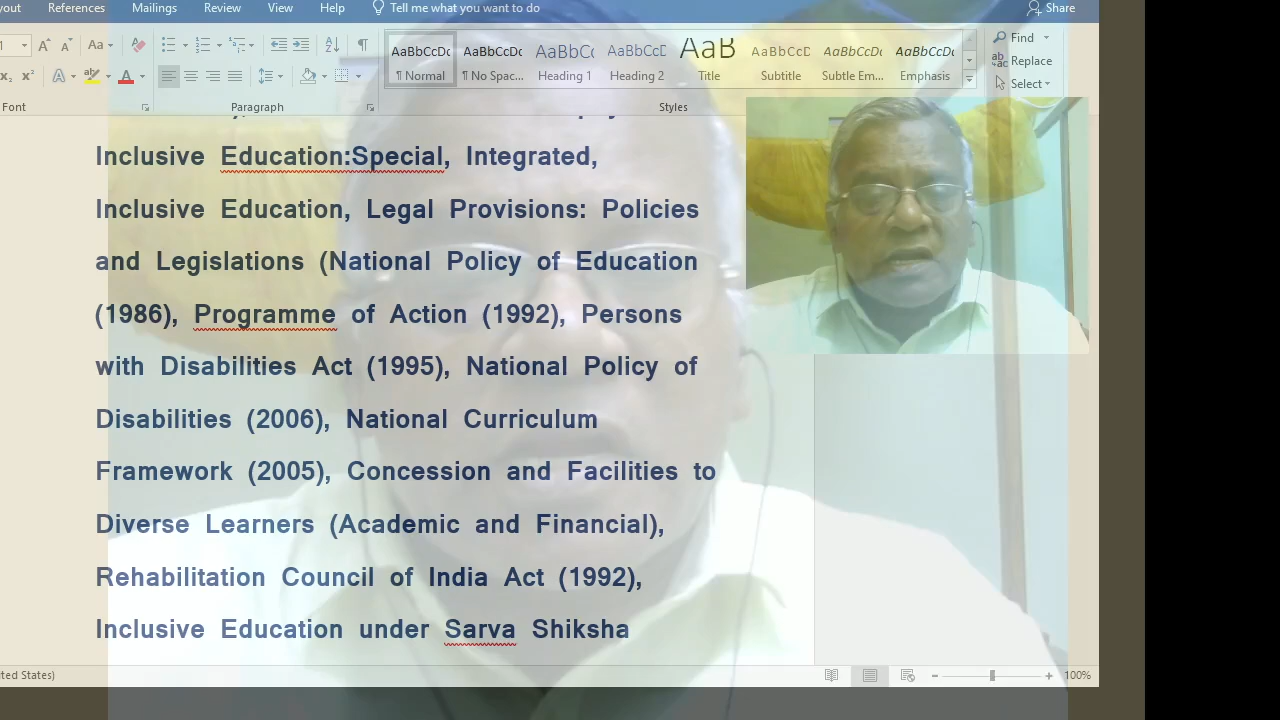 yout References Mailings Review View Help Tell me what you want to do Share
Aa AaBbCcDc AaBbCcDc AaBbCc AaBbCcD AaB AaBbCcD AaBbCcDc AaBbCcDc Find
¶ Normal ¶ No Spac... Heading 1 Heading 2 Title Subtitle Subtle Em... Emphasis Replace
Select
Font Paragraph Styles
Inclusive Education:Special, Integrated,
Inclusive Education, Legal Provisions: Policies
and Legislations (National Policy of Education
(1986), Programme of Action (1992), Persons
with Disabilities Act (1995), National Policy of
Disabilities (2006), National Curriculum
Framework (2005), Concession and Facilities to
Diverse Learners (Academic and Financial),
Rehabilitation Council of India Act (1992),
Inclusive Education under Sarva Shiksha
ted States) 100%